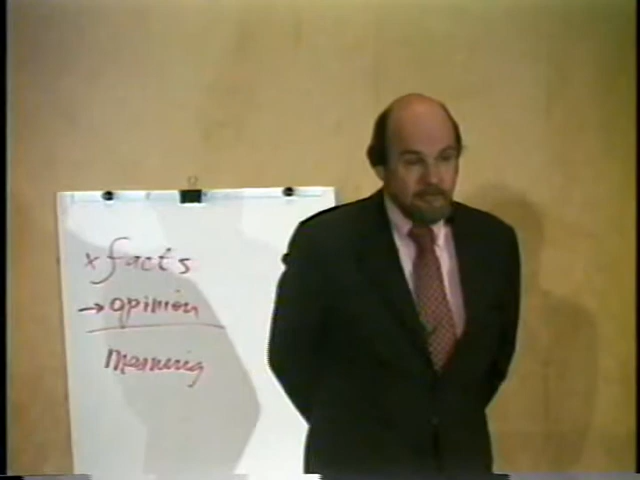 x facts
→ opinion
meaning